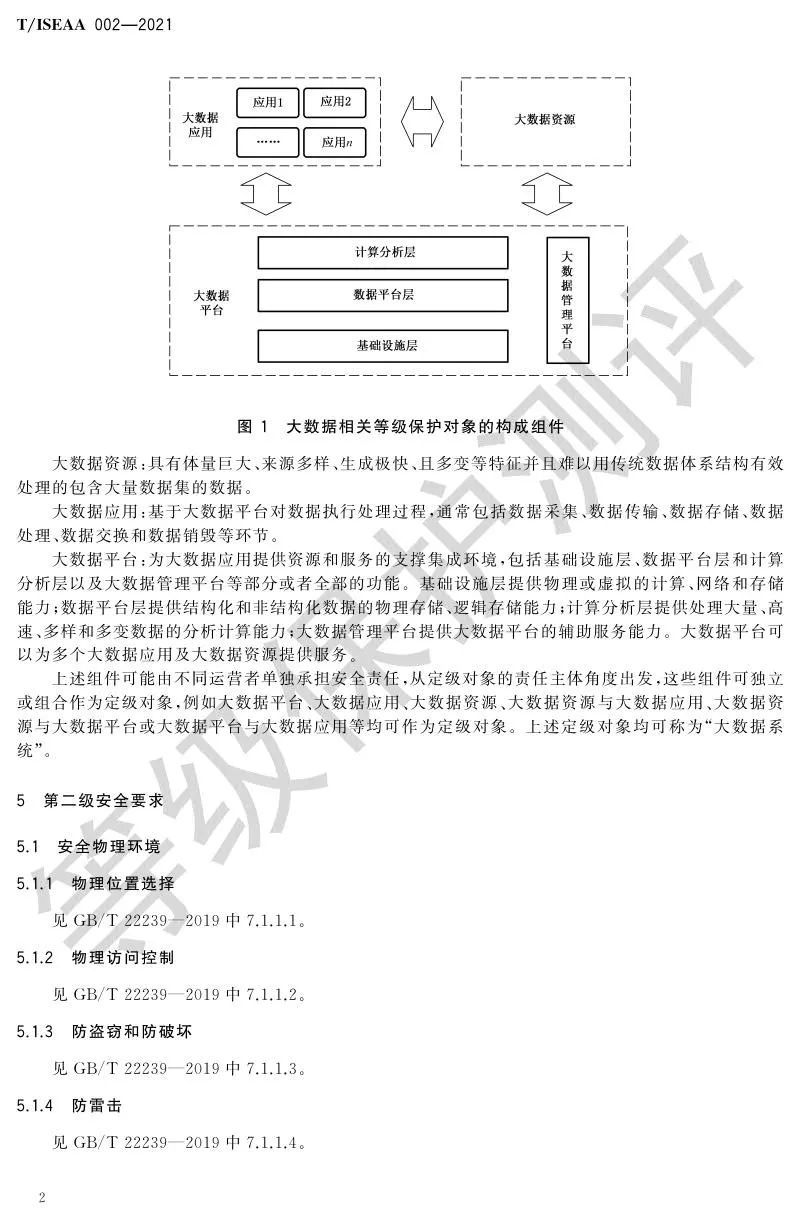 T/ISEAA 002—2021
大数据
应用
应用1
应用2
……
应用n
大数据资源
大数据
平台
计算分析层
数据平台层
基础设施层
大
数
据
管
理
平
台
图 1 大数据相关等级保护对象的构成组件
大数据资源:具有体量巨大、来源多样、生成极快、且多变等特征并且难以用传统数据体系结构有效
处理的包含大量数据集的数据。
大数据应用:基于大数据平台对数据执行处理过程,通常包括数据采集、数据传输、数据存储、数据
处理、数据交换和数据销毁等环节。
大数据平台:为大数据应用提供资源和服务的支撑集成环境,包括基础设施层、数据平台层和计算
分析层以及大数据管理平台等部分或者全部的功能。基础设施层提供物理或虚拟的计算、网络和存储
能力;数据平台层提供结构化和非结构化数据的物理存储、逻辑存储能力;计算分析层提供处理大量、高
速、多样和多变数据的分析计算能力;大数据管理平台提供大数据平台的辅助服务能力。大数据平台可
以为多个大数据应用及大数据资源提供服务。
上述组件可能由不同运营者单独承担安全责任,从定级对象的责任主体角度出发,这些组件可独立
或组合作为定级对象,例如大数据平台、大数据应用、大数据资源、大数据资源与大数据应用、大数据资
源与大数据平台或大数据平台与大数据应用等均可作为定级对象。上述定级对象均可称为“大数据系
统”。
5 第二级安全要求
5.1 安全物理环境
5.1.1 物理位置选择
见 GB/T 22239—2019 中 7.1.1.1。
5.1.2 物理访问控制
见 GB/T 22239—2019 中 7.1.1.2。
5.1.3 防盗窃和防破坏
见 GB/T 22239—2019 中 7.1.1.3。
5.1.4 防雷击
见 GB/T 22239—2019 中 7.1.1.4。
2
等级保护测评